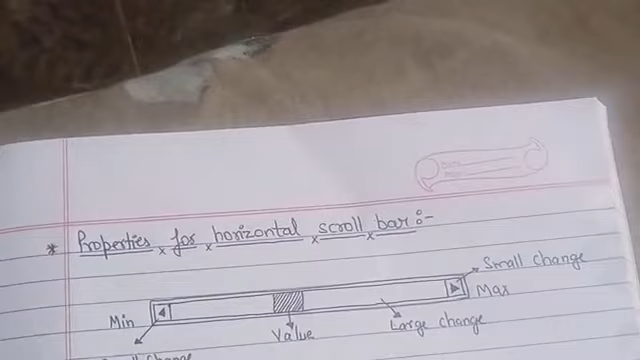 * Properties for horizontal scroll bar:-
Small change
Min
Max
Value
Large change